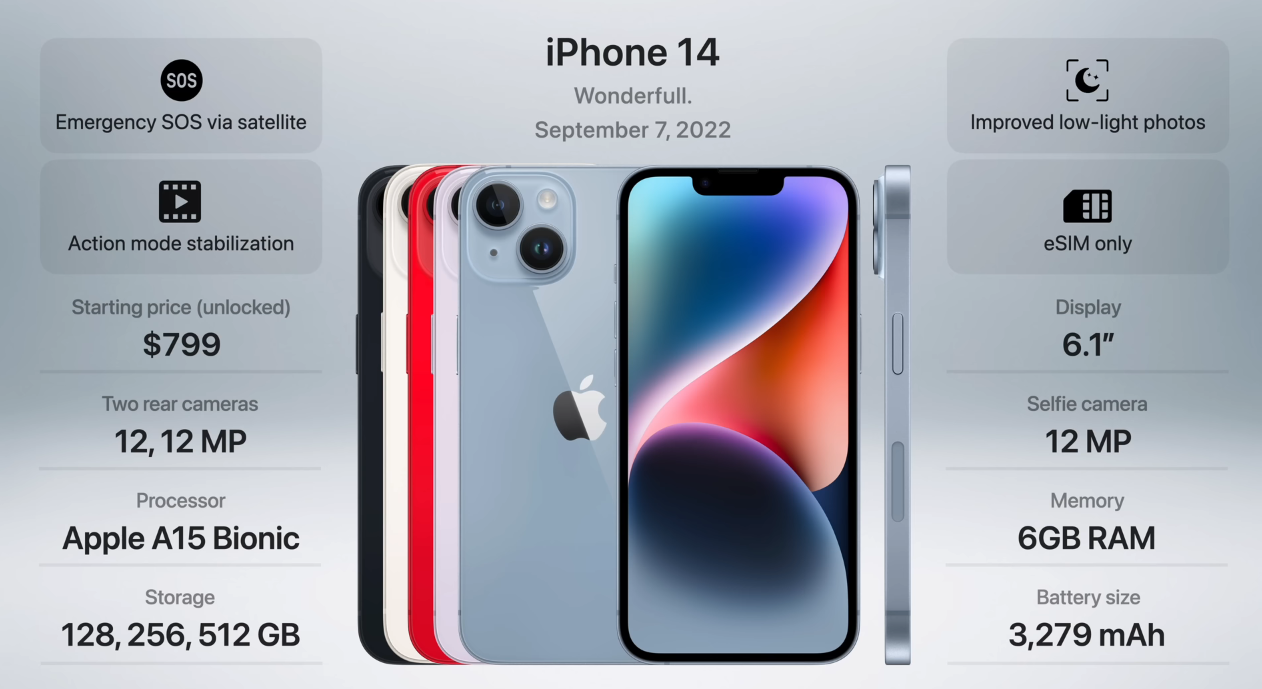 iPhone 14
Wonderfull.
September 7, 2022
SOS
Emergency SOS via satellite
Action mode stabilization
Starting price (unlocked)
$799
Two rear cameras
12, 12 MP
Processor
Apple A15 Bionic
Storage
128, 256, 512 GB
Improved low-light photos
eSIM only
Display
6.1″
Selfie camera
12 MP
Memory
6GB RAM
Battery size
3,279 mAh